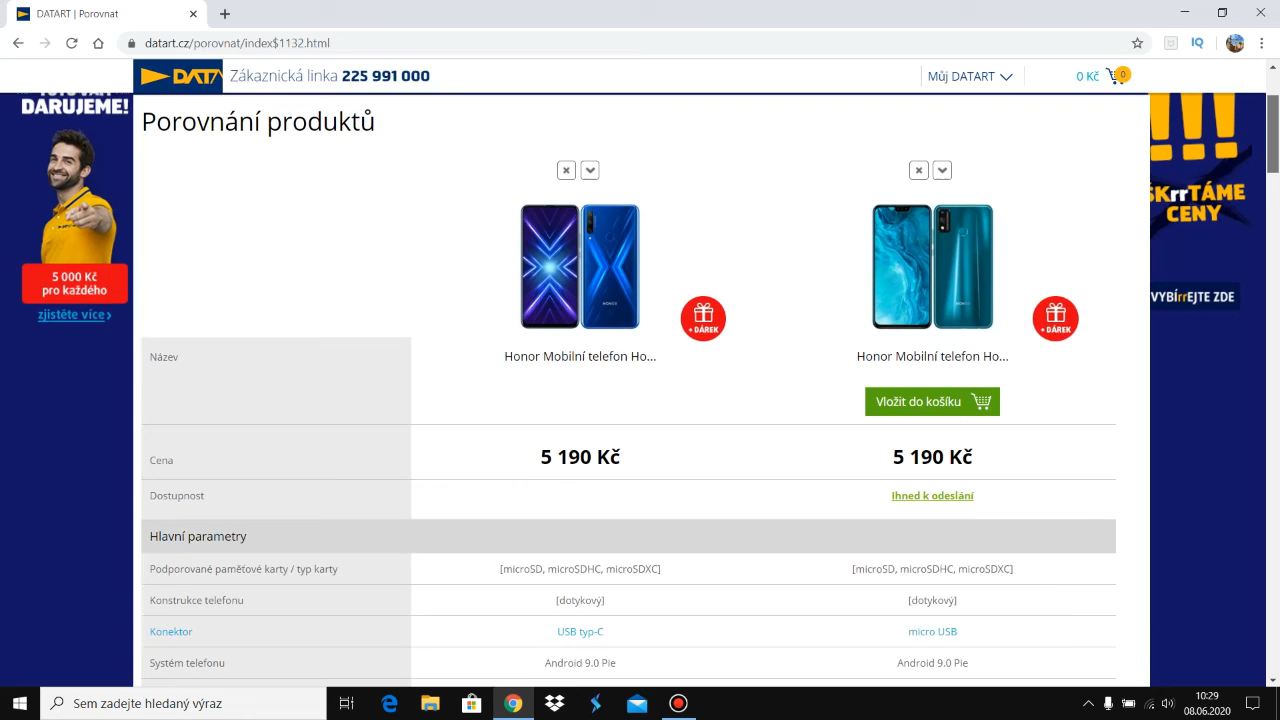 DATART | Porovnat
datart.cz/porovnat/index$1132.html
IQ
DARUJEME!
5 000 Kč
pro každého
zjistěte více ›
DATA
Zákaznická linka 225 991 000
Můj DATART
0 Kč
0
Porovnání produktů
!!!
ŠKrrTÁME
CENY
VYBÍrrEJTE ZDE
HONOR
HONOR
+ DÁREK
+ DÁREK
Název
Honor Mobilní telefon Ho...
Honor Mobilní telefon Ho...
Vložit do košíku
Cena
5 190 Kč
5 190 Kč
Dostupnost
Ihned k odeslání
Hlavní parametry
Podporované paměťové karty / typ karty
[microSD, microSDHC, microSDXC]
[microSD, microSDHC, microSDXC]
Konstrukce telefonu
[dotykový]
[dotykový]
Konektor
USB typ-C
micro USB
Systém telefonu
Android 9.0 Pie
Android 9.0 Pie
Sem zadejte hledaný výraz
10:29
08.06.2020